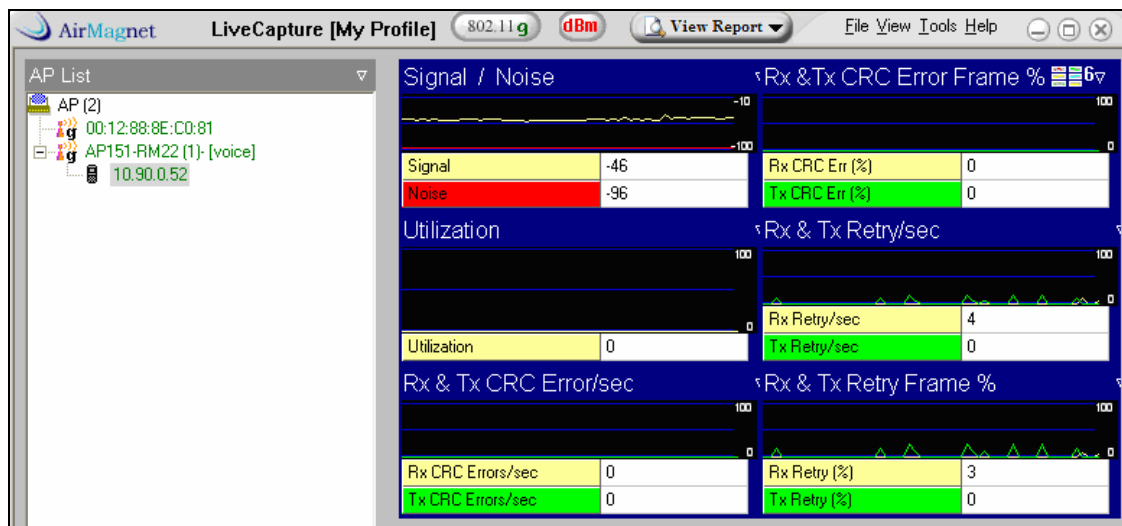 AirMagnet LiveCapture [My Profile] 802.11g dBm View Report File View Tools Help
AP List
AP (2)
g 00:12:88:8E:C0:81
g AP151-RM22 (1)- [voice]
10.90.0.52
Signal / Noise
-10
-100
Signal -46
Noise -96
Rx &Tx CRC Error Frame % 6
100
0
Rx CRC Err (%) 0
Tx CRC Err (%) 0
Utilization
100
0
Utilization 0
Rx & Tx Retry/sec
100
0
Rx Retry/sec 4
Tx Retry/sec 0
Rx & Tx CRC Error/sec
100
0
Rx CRC Errors/sec 0
Tx CRC Errors/sec 0
Rx & Tx Retry Frame %
100
0
Rx Retry (%) 3
Tx Retry (%) 0